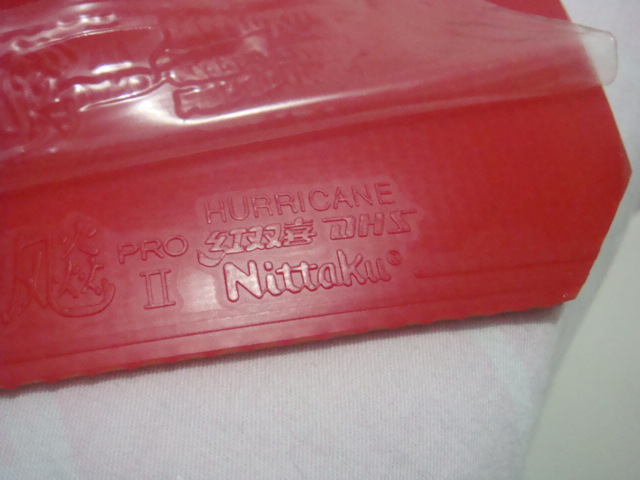 HURRICANE
PRO 红双喜 DHS
II Nittaku®